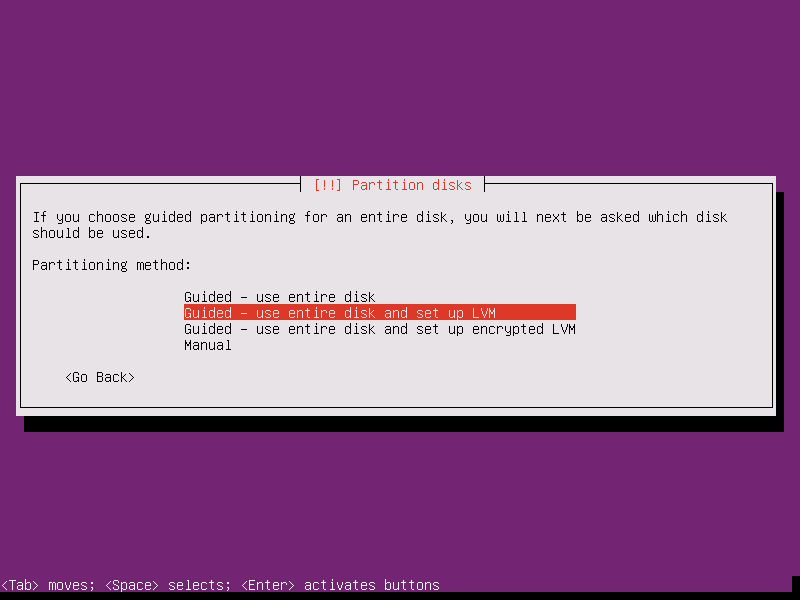 [!!] Partition disks
If you choose guided partitioning for an entire disk, you will next be asked which disk
should be used.
Partitioning method:
Guided – use entire disk
Guided – use entire disk and set up LVM
Guided – use entire disk and set up encrypted LVM
Manual
<Go Back>
<Tab> moves; <Space> selects; <Enter> activates buttons